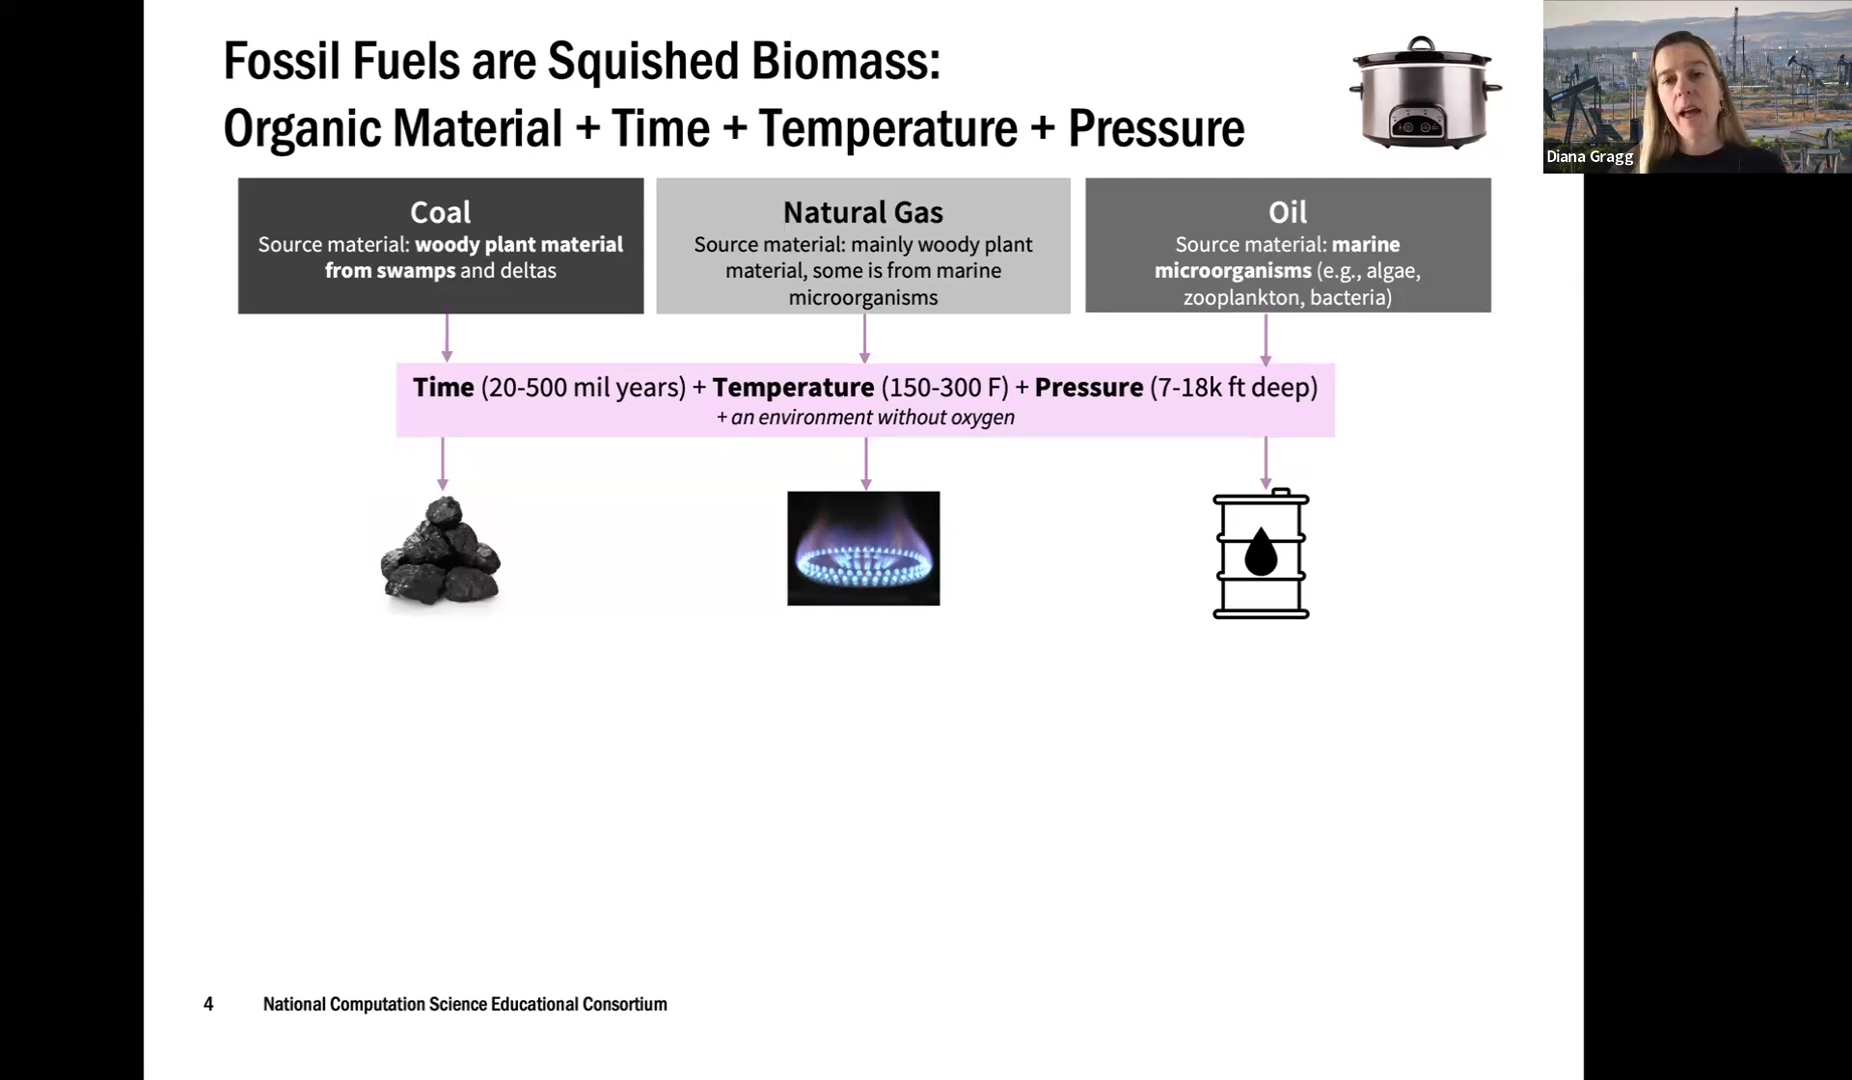 Fossil Fuels are Squished Biomass:
Organic Material + Time + Temperature + Pressure
Diana Gragg
Coal
Source material: woody plant material
from swamps and deltas
Natural Gas
Source material: mainly woody plant
material, some is from marine
microorganisms
Oil
Source material: marine
microorganisms (e.g., algae,
zooplankton, bacteria)
Time (20-500 mil years) + Temperature (150-300 F) + Pressure (7-18k ft deep)
+ an environment without oxygen
4 National Computation Science Educational Consortium